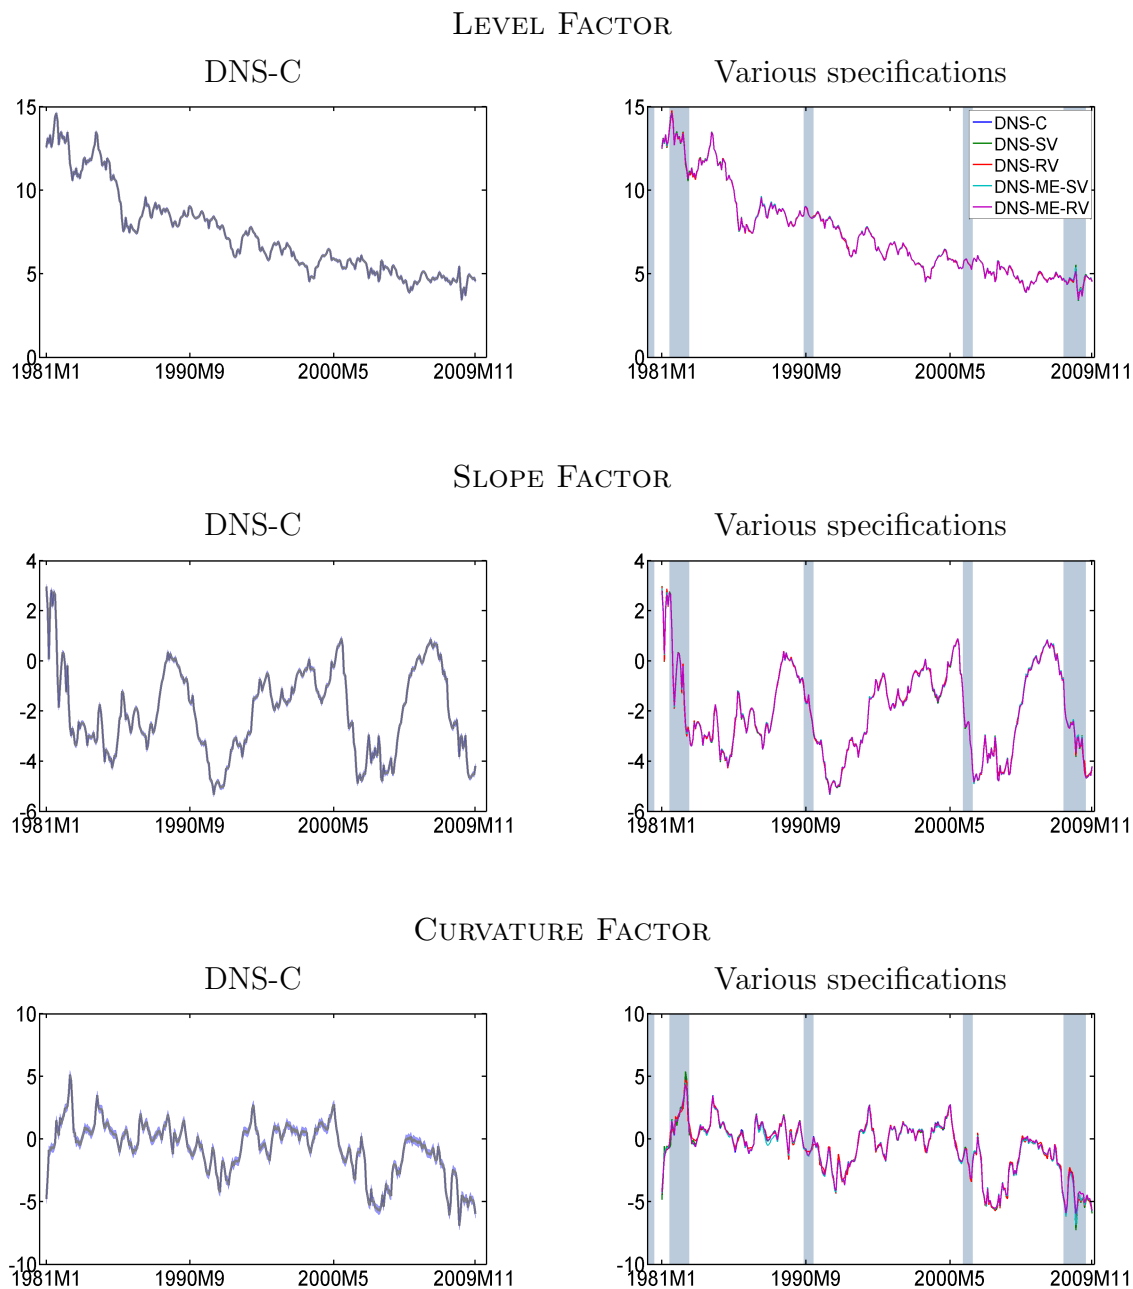 LEVEL FACTOR
DNS-C
Various specifications
15
10
5
0
1981M1 1990M9 2000M5 2009M11
15
10
5
0
1981M1 1990M9 2000M5 2009M11
DNS-C
DNS-SV
DNS-RV
DNS-ME-SV
DNS-ME-RV
SLOPE FACTOR
DNS-C
Various specifications
4
2
0
-2
-4
-6
1981M1 1990M9 2000M5 2009M11
4
2
0
-2
-4
-6
1981M1 1990M9 2000M5 2009M11
CURVATURE FACTOR
DNS-C
Various specifications
10
5
0
-5
-10
1981M1 1990M9 2000M5 2009M11
10
5
0
-5
-10
1981M1 1990M9 2000M5 2009M11